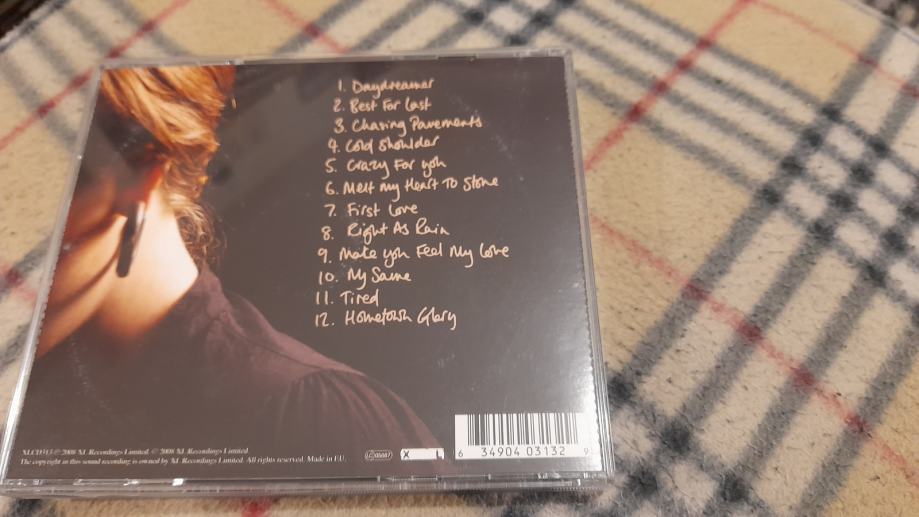 1. Daydreamer
2. Best For Last
3. Chasing Pavements
4. Cold Shoulder
5. Crazy For You
6. Melt My Heart To Stone
7. First Love
8. Right As Rain
9. Make You Feel My Love
10. My Same
11. Tired
12. Hometown Glory
XLCD313 ℗ 2008 XL Recordings Limited. © 2008 XL Recordings Limited.
The copyright in this sound recording is owned by XL Recordings Limited. All rights reserved. Made in EU.
X L
6 34904 03132 9